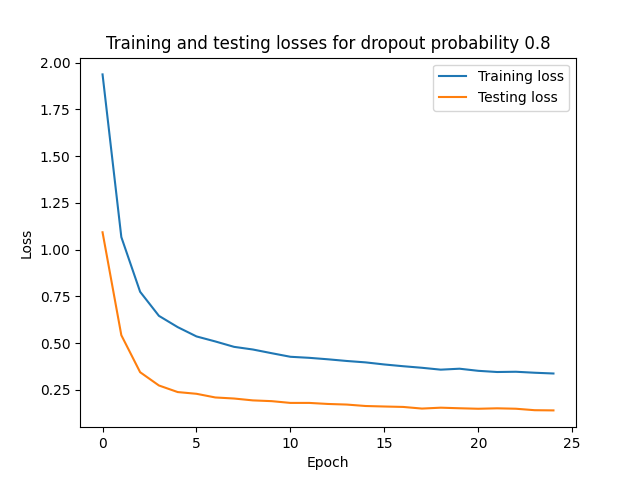 Training and testing losses for dropout probability 0.8
Training loss
Testing loss
2.00
1.75
1.50
1.25
1.00
0.75
0.50
0.25
Loss
0 5 10 15 20 25
Epoch